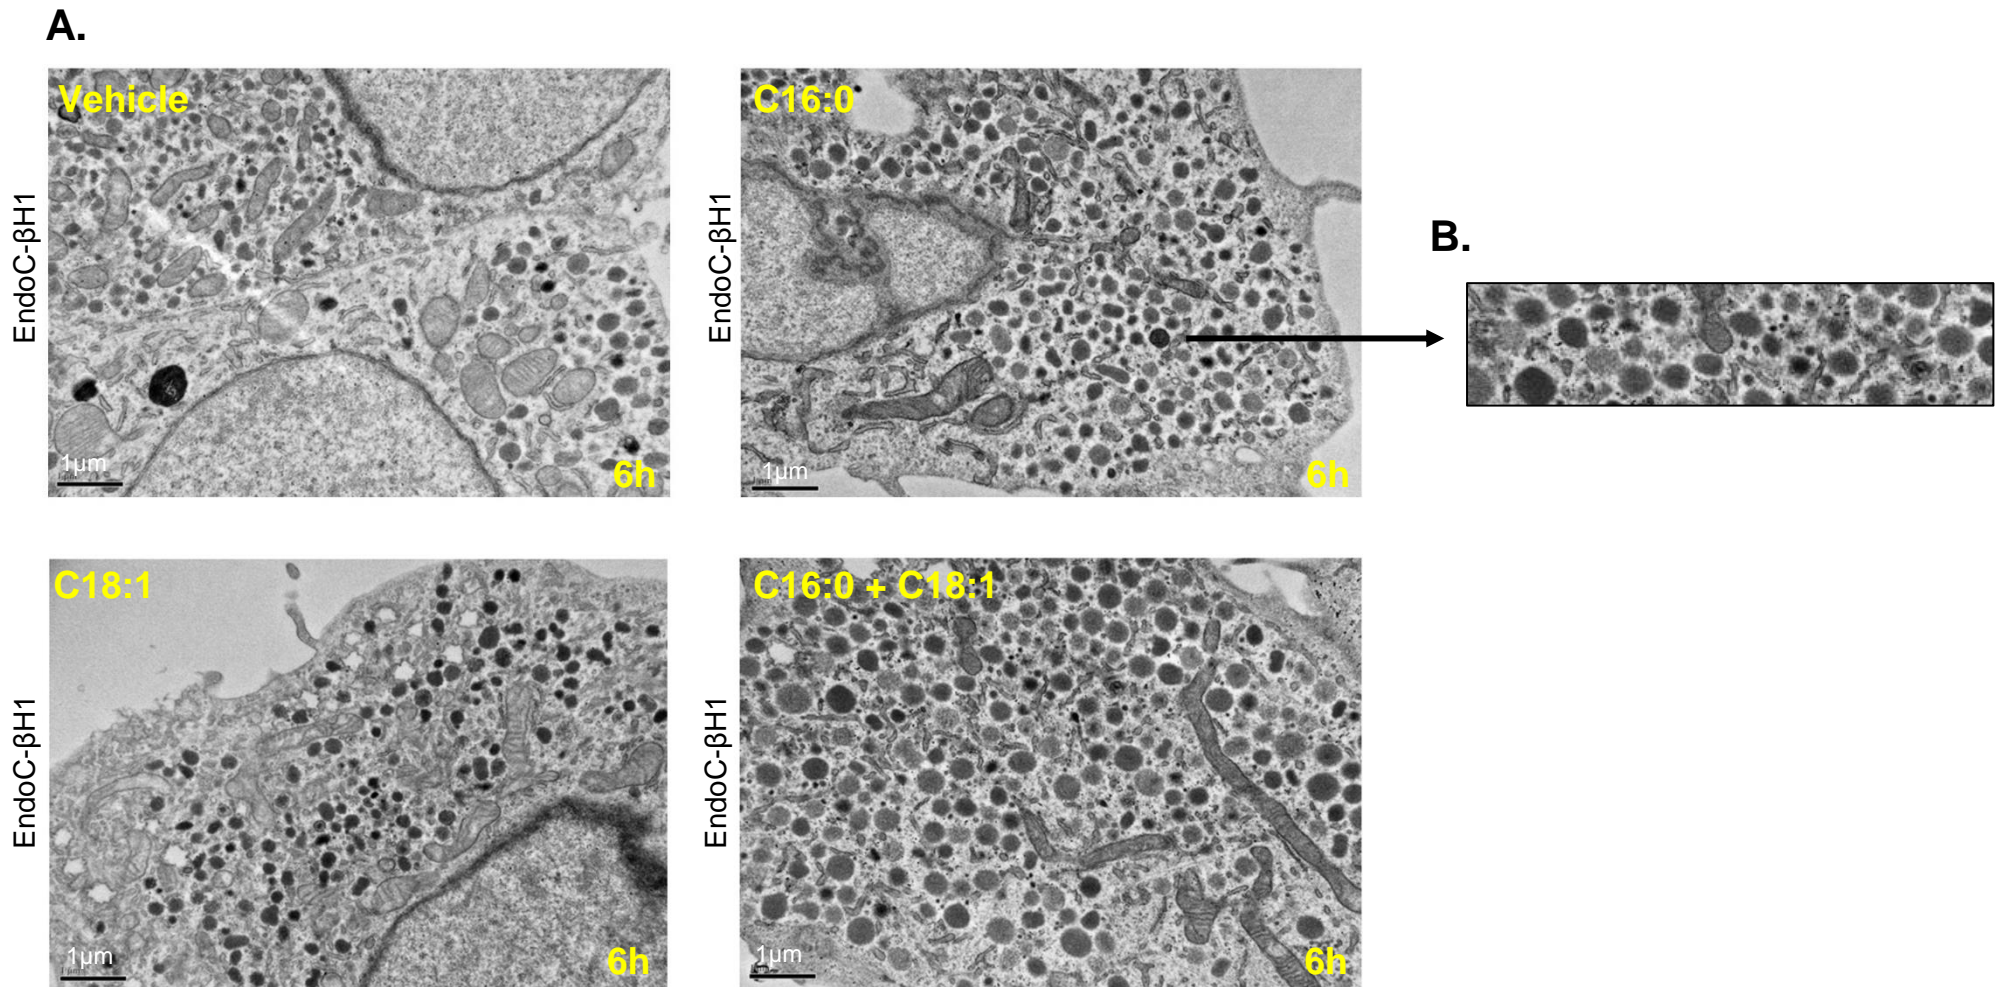 A.
Vehicle
C16:0
EndoC-βH1
EndoC-βH1
B.
1µm
6h
1µm
6h
C18:1
C16:0 + C18:1
EndoC-βH1
EndoC-βH1
1µm
6h
1µm
6h